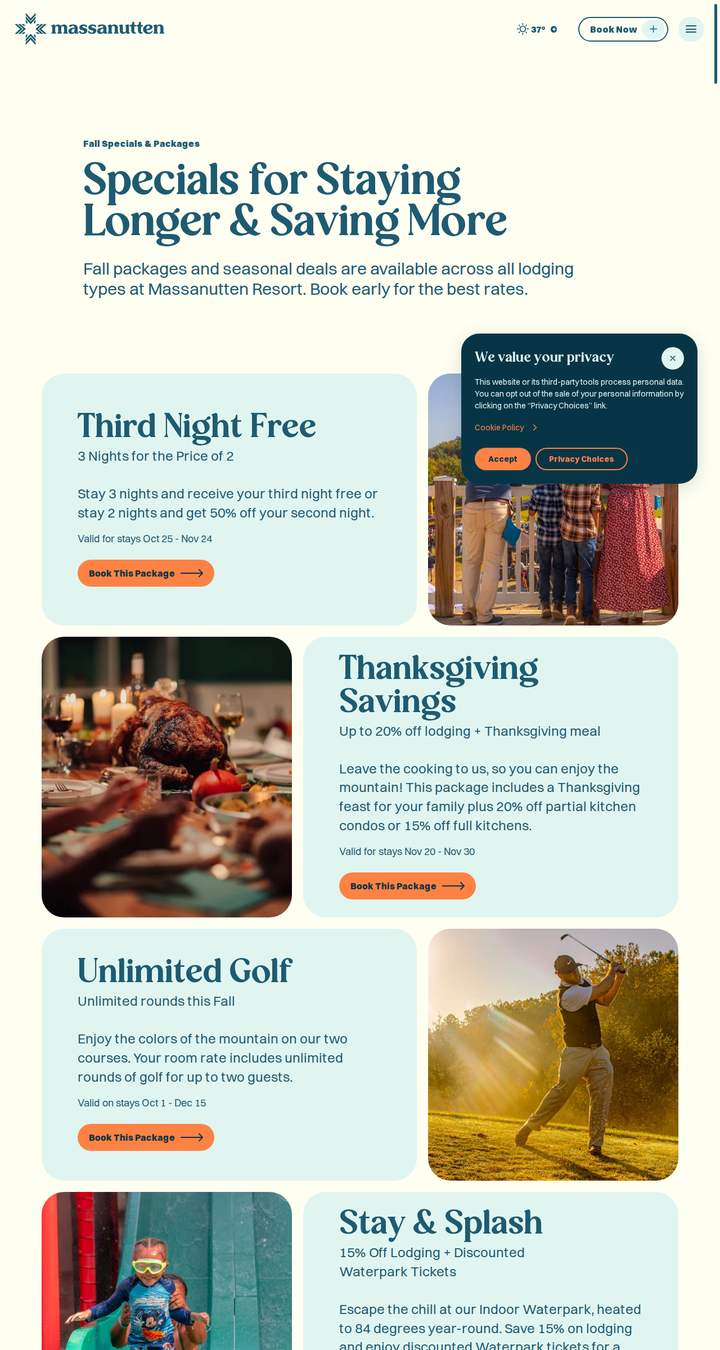 massanutten
37°
Book Now
Fall Specials & Packages
Specials for Staying
Longer & Saving More
Fall packages and seasonal deals are available across all lodging
types at Massanutten Resort. Book early for the best rates.
We value your privacy
This website or its third-party tools process personal data.
You can opt out of the sale of your personal information by
clicking on the "Privacy Choices" link.
Cookie Policy
Accept
Privacy Choices
Third Night Free
3 Nights for the Price of 2
Stay 3 nights and receive your third night free or
stay 2 nights and get 50% off your second night.
Valid for stays Oct 25 - Nov 24
Book This Package
Thanksgiving
Savings
Up to 20% off lodging + Thanksgiving meal
Leave the cooking to us, so you can enjoy the
mountain! This package includes a Thanksgiving
feast for your family plus 20% off partial kitchen
condos or 15% off full kitchens.
Valid for stays Nov 20 - Nov 30
Book This Package
Unlimited Golf
Unlimited rounds this Fall
Enjoy the colors of the mountain on our two
courses. Your room rate includes unlimited
rounds of golf for up to two guests.
Valid on stays Oct 1 - Dec 15
Book This Package
Stay & Splash
15% Off Lodging + Discounted
Waterpark Tickets
Escape the chill at our Indoor Waterpark, heated
to 84 degrees year-round. Save 15% on lodging
and enjoy discounted Waterpark tickets for a